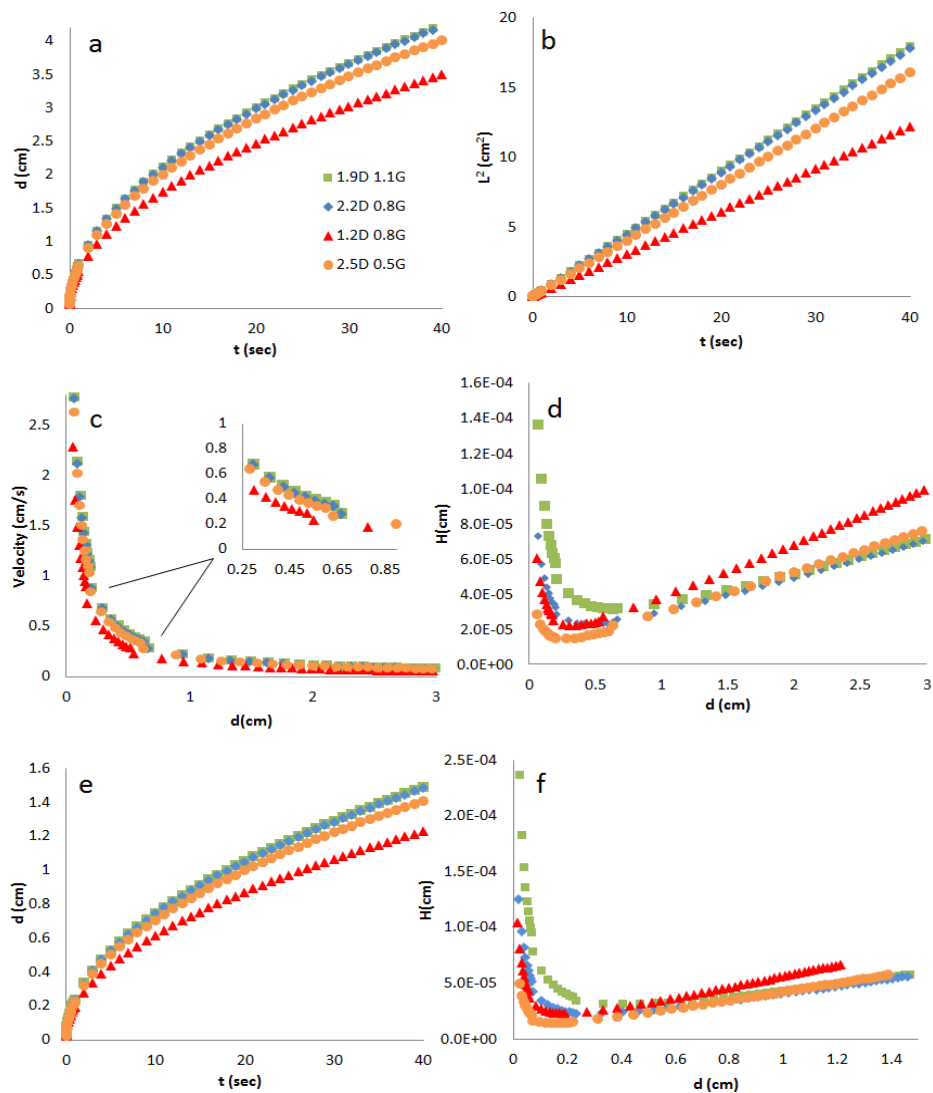 a
d (cm)
4
3.5
3
2.5
2
1.5
1
0.5
0
0 10 20 30 40
t (sec)
1.9D 1.1G
2.2D 0.8G
1.2D 0.8G
2.5D 0.5G
b
L² (cm²)
20
15
10
5
0
0 10 20 30 40
t (sec)
c
Velocity (cm/s)
2.5
2
1.5
1
0.5
0
0 1 2 3
d(cm)
1
0.8
0.6
0.4
0.2
0
0.25 0.45 0.65 0.85
d
H(cm)
1.6E-04
1.4E-04
1.2E-04
1.0E-04
8.0E-05
6.0E-05
4.0E-05
2.0E-05
0.0E+00
0 0.5 1 1.5 2 2.5 3
d (cm)
e
d (cm)
1.6
1.4
1.2
1
0.8
0.6
0.4
0.2
0
0 10 20 30 40
t (sec)
f
H(cm)
2.5E-04
2.0E-04
1.5E-04
1.0E-04
5.0E-05
0.0E+00
0 0.2 0.4 0.6 0.8 1 1.2 1.4
d (cm)